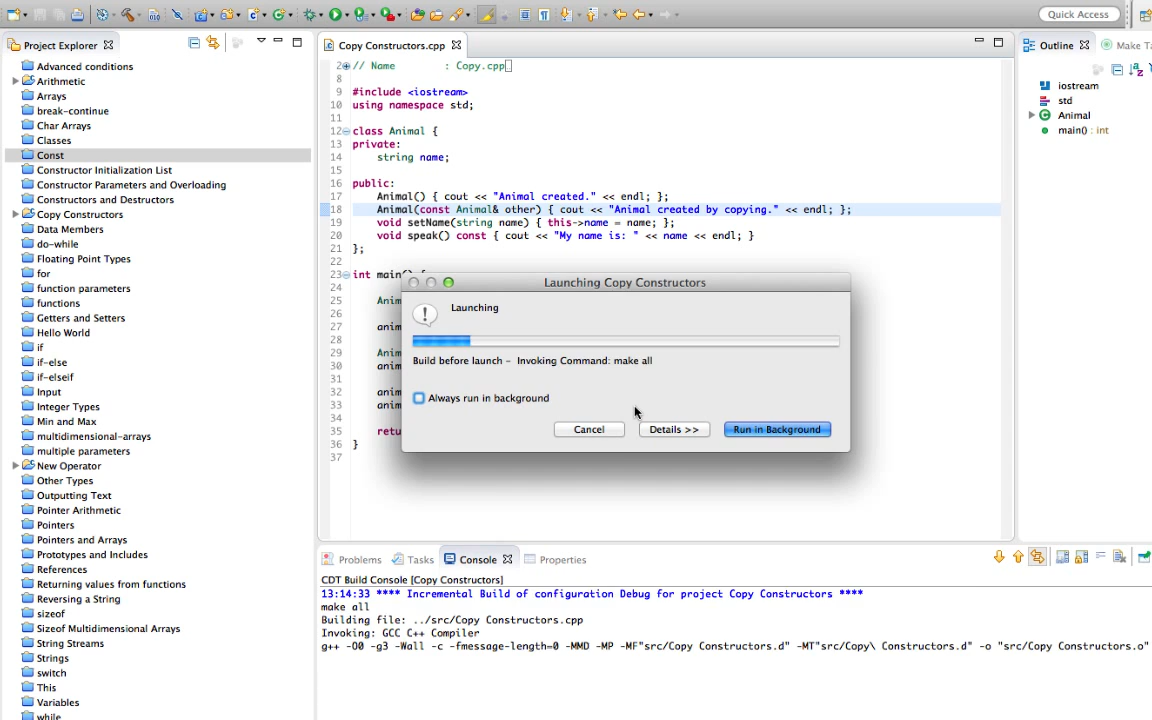 Quick Access
Project Explorer
Advanced conditions
Arithmetic
Arrays
break-continue
Char Arrays
Classes
Const
Constructor Initialization List
Constructor Parameters and Overloading
Constructors and Destructors
Copy Constructors
Data Members
do-while
Floating Point Types
for
function parameters
functions
Getters and Setters
Hello World
if
if-else
if-elseif
Input
Integer Types
Min and Max
multidimensional-arrays
multiple parameters
New Operator
Other Types
Outputting Text
Pointer Arithmetic
Pointers
Pointers and Arrays
Prototypes and Includes
References
Returning values from functions
Reversing a String
sizeof
Sizeof Multidimensional Arrays
String Streams
Strings
switch
This
Variables
while
Copy Constructors.cpp
2 // Name : Copy.cpp
8
9 #include <iostream>
10 using namespace std;
11
12 class Animal {
13 private:
14 string name;
15
16 public:
17 Animal() { cout << "Animal created." << endl; };
18 Animal(const Animal& other) { cout << "Animal created by copying." << endl; };
19 void setName(string name) { this->name = name; };
20 void speak() const { cout << "My name is: " << name << endl; }
21 };
22
23 int main() {
24
25 Anim
26
27 anim
28
29 Anim
30 anim
31
32 anim
33 anim
34
35 retu
36 }
37
Launching Copy Constructors
Launching
Build before launch - Invoking Command: make all
Always run in background
Cancel
Details >>
Run in Background
Outline
Make Ta
iostream
std
Animal
main() : int
Problems
Tasks
Console
Properties
CDT Build Console [Copy Constructors]
13:14:33 **** Incremental Build of configuration Debug for project Copy Constructors ****
make all
Building file: ../src/Copy Constructors.cpp
Invoking: GCC C++ Compiler
g++ -O0 -g3 -Wall -c -fmessage-length=0 -MMD -MP -MF"src/Copy Constructors.d" -MT"src/Copy\ Constructors.d" -o "src/Copy Constructors.o"